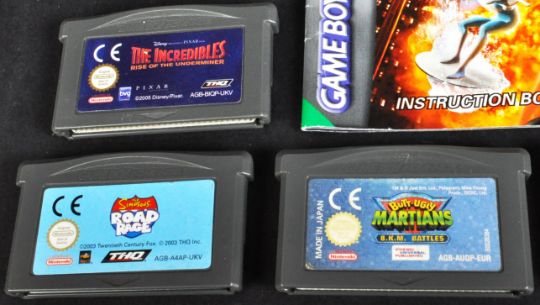 Disney PIXAR
THE INCREDIBLES
RISE OF THE UNDERMINER
CE
Nintendo
bvg
PIXAR
THQ
©2005 Disney/Pixar.
AGB-BIQP-UKV
GAME BOY
INSTRUCTION BO
CE
The Simpsons
ROAD RAGE
©2003 Twentieth Century Fox. © 2003 THQ Inc.
Nintendo
THQ
AGB-A4AP-UKV
CE
MADE IN JAPAN
BUTT-UGLY
MARTIANS
B.K.M. BATTLES
Nintendo
AGB-AUQP-EUR